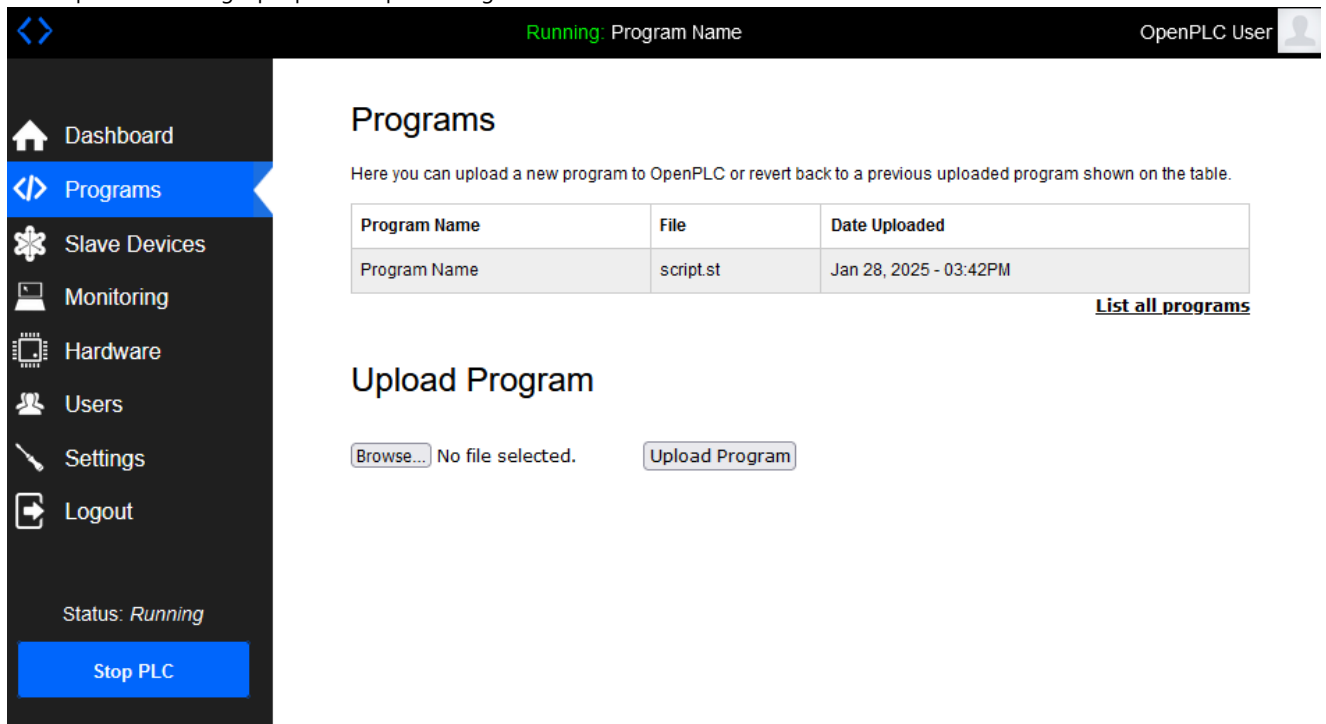 Running: Program Name
OpenPLC User
Dashboard
Programs
Slave Devices
Monitoring
Hardware
Users
Settings
Logout
Status: Running
Stop PLC
Programs
Here you can upload a new program to OpenPLC or revert back to a previous uploaded program shown on the table.
Program Name File Date Uploaded
Program Name script.st Jan 28, 2025 - 03:42PM
List all programs
Upload Program
Browse... No file selected. Upload Program